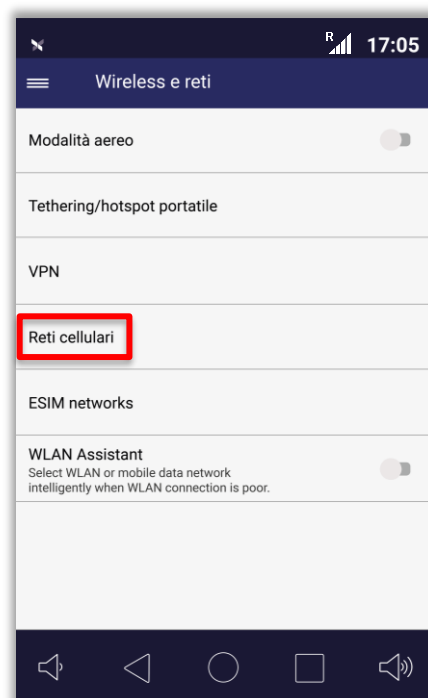 R
17:05
Wireless e reti
Modalità aereo
Tethering/hotspot portatile
VPN
Reti cellulari
ESIM networks
WLAN Assistant
Select WLAN or mobile data network
intelligently when WLAN connection is poor.